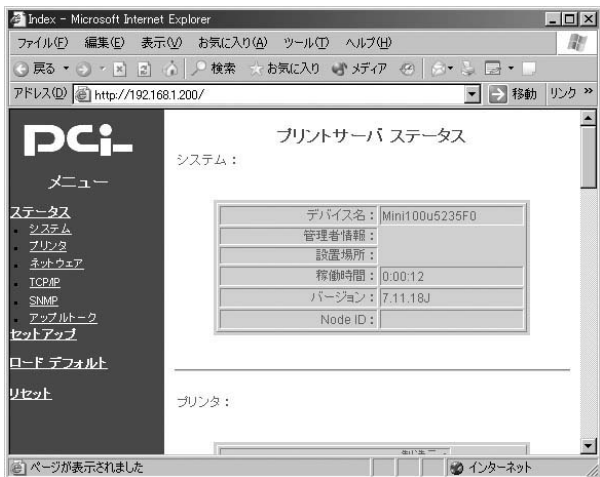 Index - Microsoft Internet Explorer
ファイル(F) 編集(E) 表示(V) お気に入り(A) ツール(T) ヘルプ(H)
戻る 検索 お気に入り メディア
アドレス(D) http://192.168.1.200/ 移動 リンク »
PCi
メニュー
ステータス
システム
プリンタ
ネットウェア
TCP/IP
SNMP
アップルトーク
セットアップ
ロード デフォルト
リセット
プリントサーバ ステータス
システム：
デバイス名： Mini100u5235F0
管理者情報：
設置場所：
稼働時間： 0:00:12
バージョン： 7.11.18J
Node ID：
プリンタ：
ページが表示されました インターネット